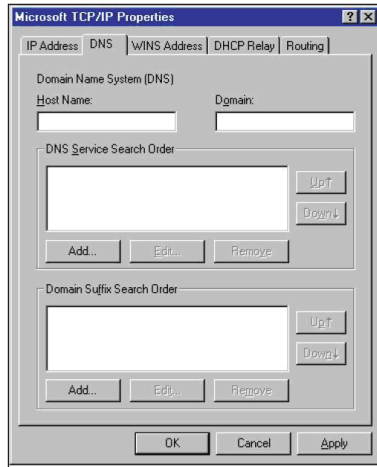 Microsoft TCP/IP Properties
IP Address DNS WINS Address DHCP Relay Routing
Domain Name System (DNS)
Host Name: Domain:
DNS Service Search Order
Up↑
Down↓
Add... Edit... Remove
Domain Suffix Search Order
Up↑
Down↓
Add... Edit... Remove
OK Cancel Apply